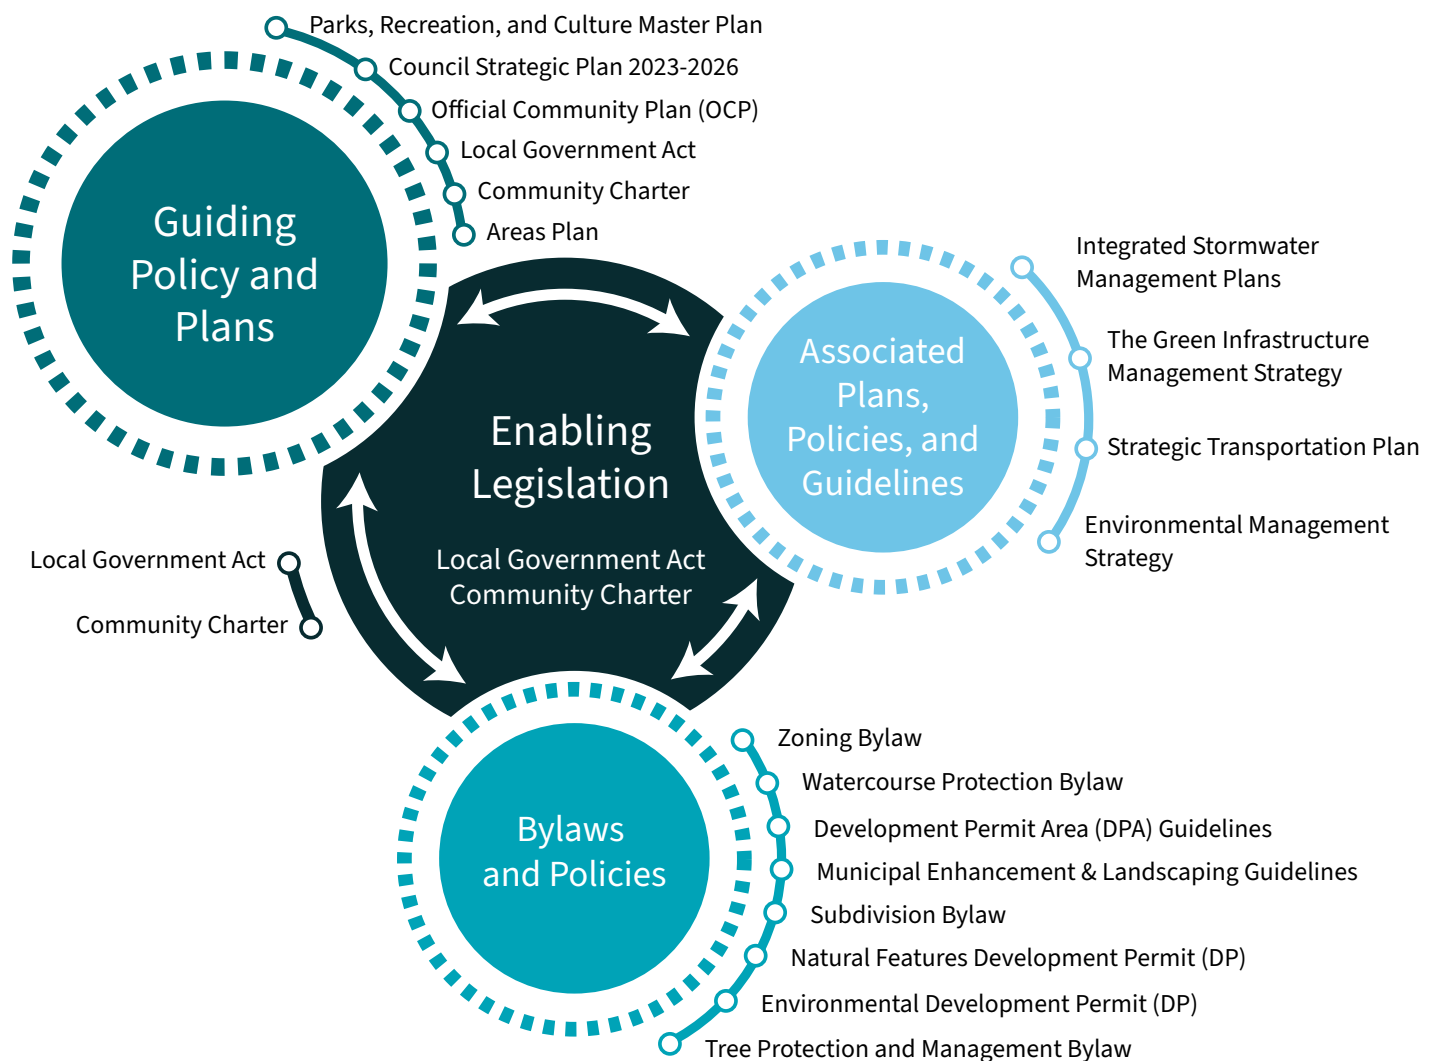 Parks, Recreation, and Culture Master Plan
Council Strategic Plan 2023-2026
Official Community Plan (OCP)
Local Government Act
Community Charter
Areas Plan
Guiding
Policy and
Plans
Integrated Stormwater
Management Plans
The Green Infrastructure
Management Strategy
Strategic Transportation Plan
Environmental Management
Strategy
Associated
Plans,
Policies, and
Guidelines
Enabling
Legislation
Local Government Act
Community Charter
Local Government Act
Community Charter
Bylaws
and Policies
Zoning Bylaw
Watercourse Protection Bylaw
Development Permit Area (DPA) Guidelines
Municipal Enhancement & Landscaping Guidelines
Subdivision Bylaw
Natural Features Development Permit (DP)
Environmental Development Permit (DP)
Tree Protection and Management Bylaw